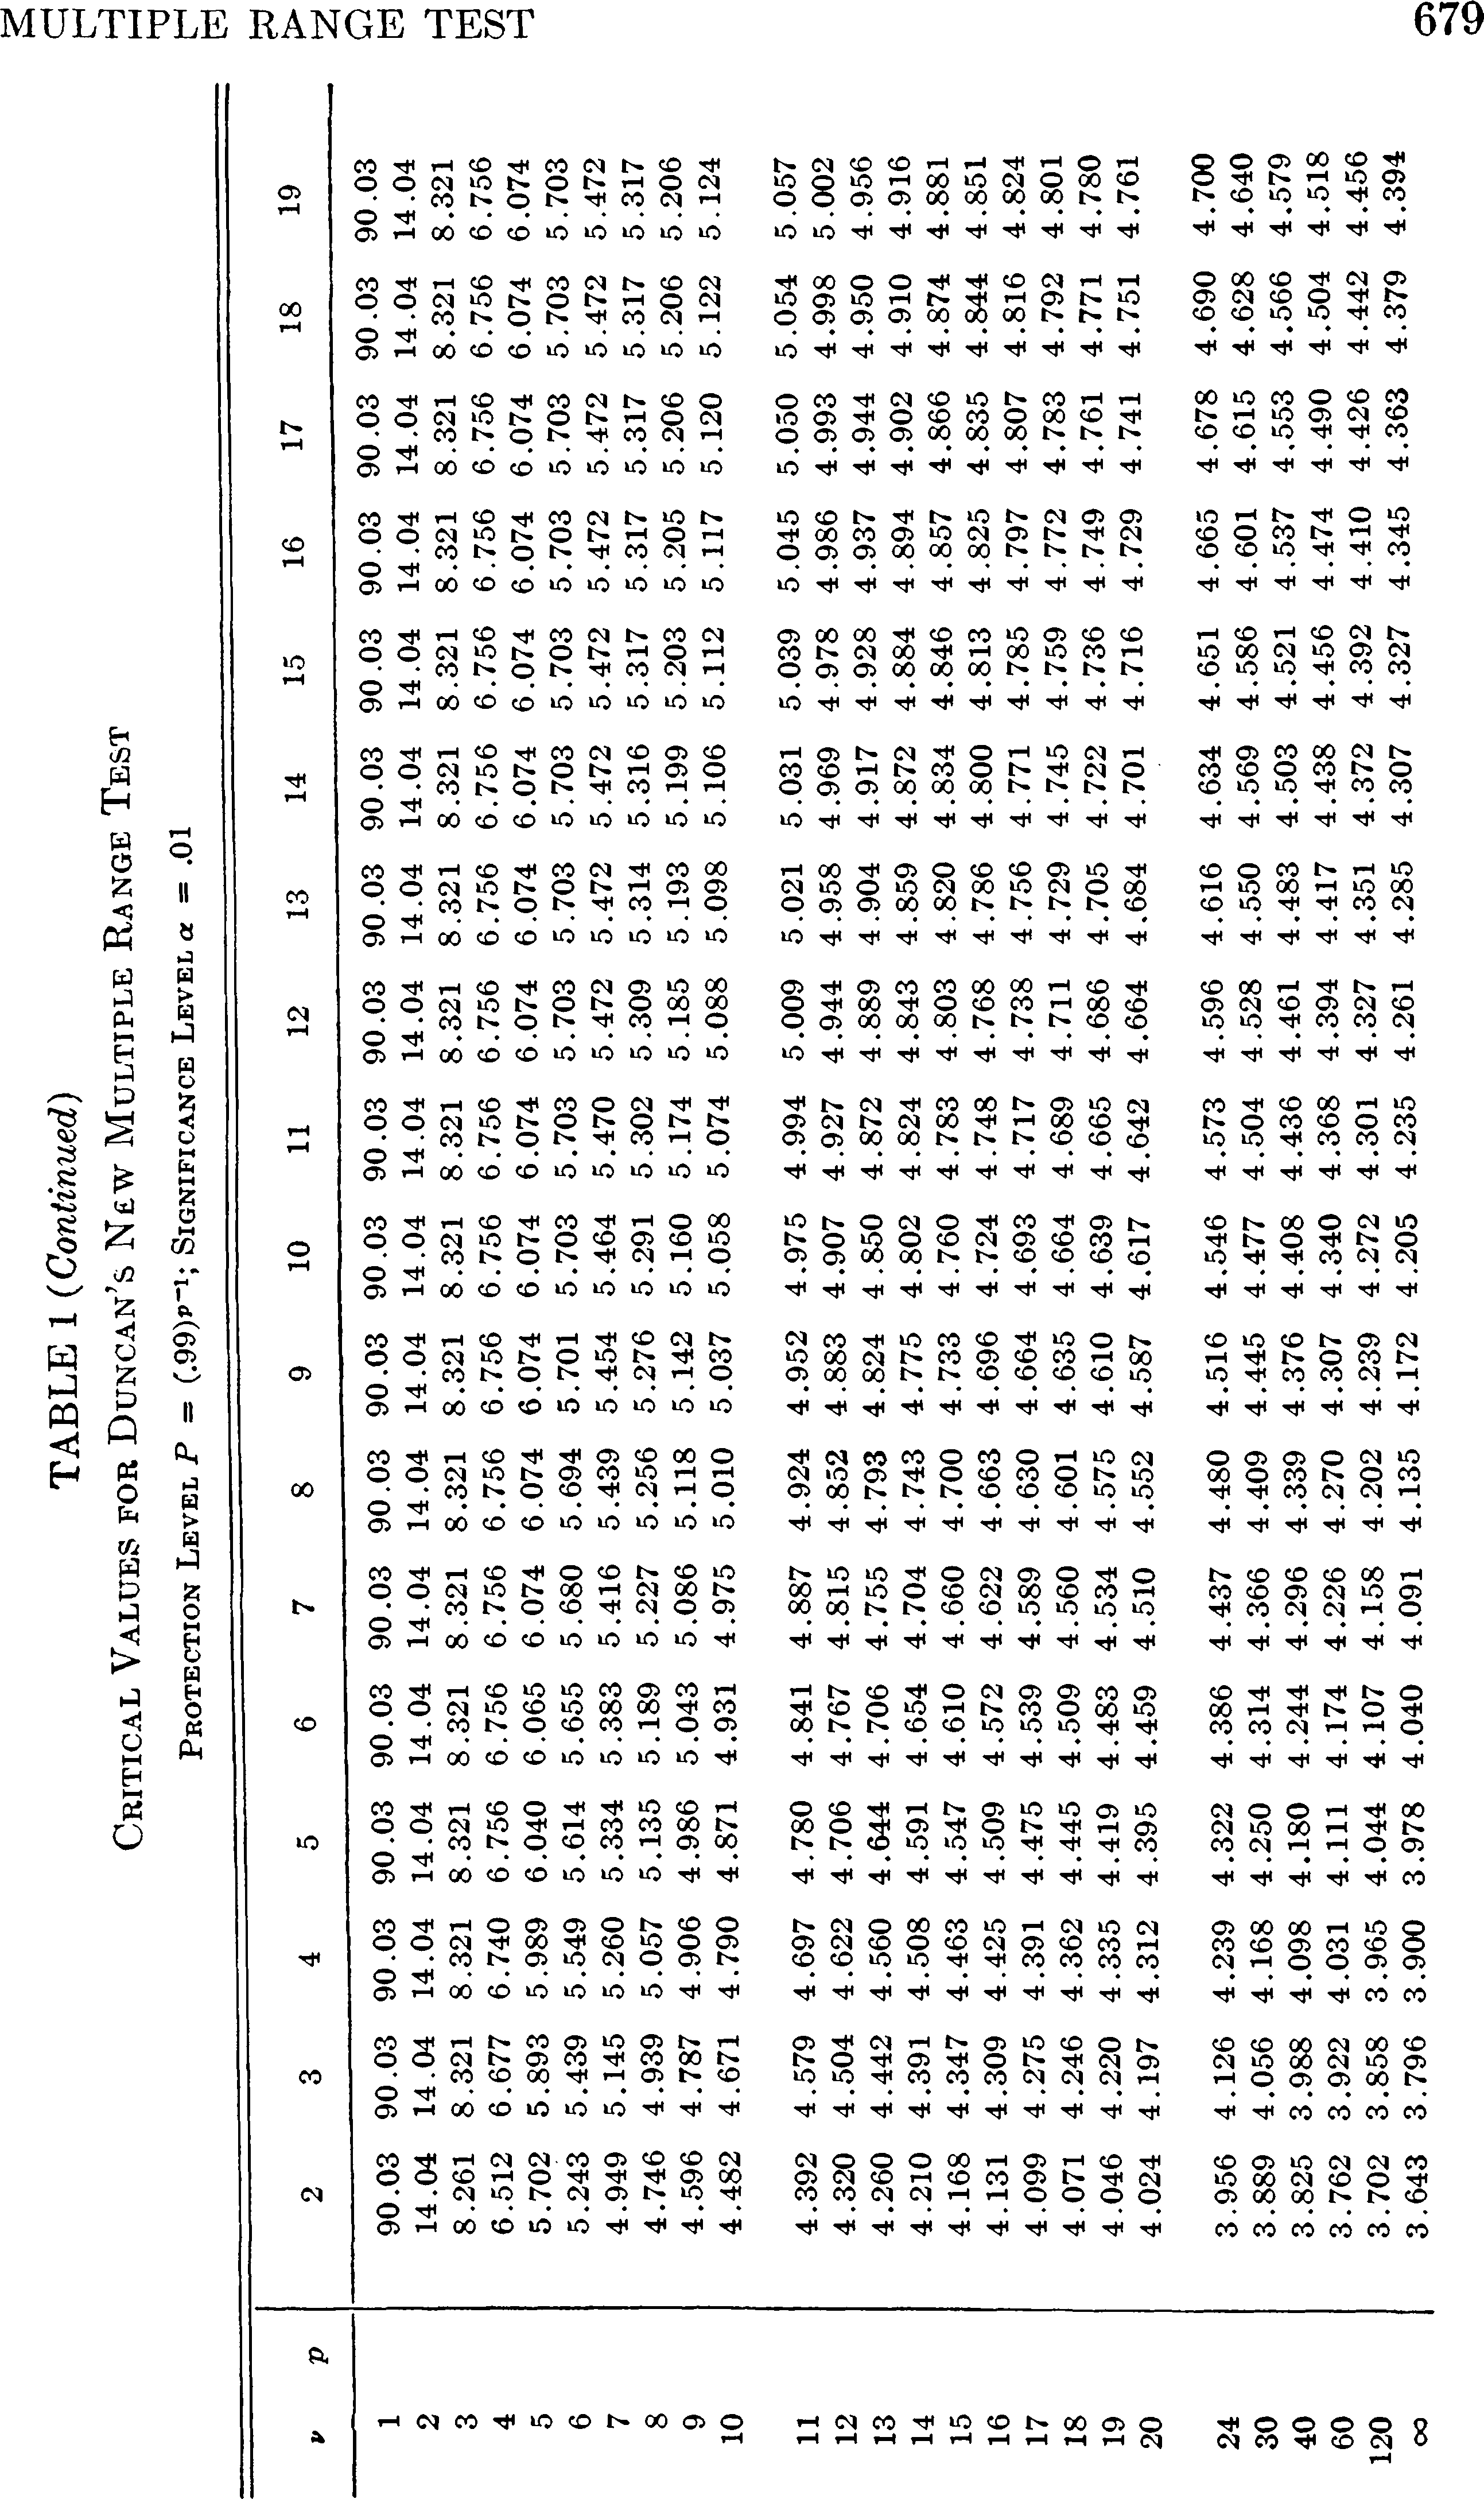 MULTIPLE RANGE TEST 679
TABLE 1 (Continued)
CRITICAL VALUES FOR DUNCAN'S NEW MULTIPLE RANGE TEST
PROTECTION LEVEL P = (.99)ᵖ⁻¹; SIGNIFICANCE LEVEL α = .01
ν p 2 3 4 5 6 7 8 9 10 11 12 13 14 15 16 17 18 19
1 90.03 90.03 90.03 90.03 90.03 90.03 90.03 90.03 90.03 90.03 90.03 90.03 90.03 90.03 90.03 90.03 90.03 90.03
2 14.04 14.04 14.04 14.04 14.04 14.04 14.04 14.04 14.04 14.04 14.04 14.04 14.04 14.04 14.04 14.04 14.04 14.04
3 8.261 8.321 8.321 8.321 8.321 8.321 8.321 8.321 8.321 8.321 8.321 8.321 8.321 8.321 8.321 8.321 8.321 8.321
4 6.512 6.677 6.740 6.756 6.756 6.756 6.756 6.756 6.756 6.756 6.756 6.756 6.756 6.756 6.756 6.756 6.756 6.756
5 5.702 5.893 5.989 6.040 6.065 6.074 6.074 6.074 6.074 6.074 6.074 6.074 6.074 6.074 6.074 6.074 6.074 6.074
6 5.243 5.439 5.549 5.614 5.655 5.680 5.694 5.701 5.703 5.703 5.703 5.703 5.703 5.703 5.703 5.703 5.703 5.703
7 4.949 5.145 5.260 5.334 5.383 5.416 5.439 5.454 5.464 5.470 5.472 5.472 5.472 5.472 5.472 5.472 5.472 5.472
8 4.746 4.939 5.057 5.135 5.189 5.227 5.256 5.276 5.291 5.302 5.309 5.314 5.316 5.317 5.317 5.317 5.317 5.317
9 4.596 4.787 4.906 4.986 5.043 5.086 5.118 5.142 5.160 5.174 5.185 5.193 5.199 5.203 5.205 5.206 5.206 5.206
10 4.482 4.671 4.790 4.871 4.931 4.975 5.010 5.037 5.058 5.074 5.088 5.098 5.106 5.112 5.117 5.120 5.122 5.124
11 4.392 4.579 4.697 4.780 4.841 4.887 4.924 4.952 4.975 4.994 5.009 5.021 5.031 5.039 5.045 5.050 5.054 5.057
12 4.320 4.504 4.622 4.706 4.767 4.815 4.852 4.883 4.907 4.927 4.944 4.958 4.969 4.978 4.986 4.993 4.998 5.002
13 4.260 4.442 4.560 4.644 4.706 4.755 4.793 4.824 4.850 4.872 4.889 4.904 4.917 4.928 4.937 4.944 4.950 4.956
14 4.210 4.391 4.508 4.591 4.654 4.704 4.743 4.775 4.802 4.824 4.843 4.859 4.872 4.884 4.894 4.902 4.910 4.916
15 4.168 4.347 4.463 4.547 4.610 4.660 4.700 4.733 4.760 4.783 4.803 4.820 4.834 4.846 4.857 4.866 4.874 4.881
16 4.131 4.309 4.425 4.509 4.572 4.622 4.663 4.696 4.724 4.748 4.768 4.786 4.800 4.813 4.825 4.835 4.844 4.851
17 4.099 4.275 4.391 4.475 4.539 4.589 4.630 4.664 4.693 4.717 4.738 4.756 4.771 4.785 4.797 4.807 4.816 4.824
18 4.071 4.246 4.362 4.445 4.509 4.560 4.601 4.635 4.664 4.689 4.711 4.729 4.745 4.759 4.772 4.783 4.792 4.801
19 4.046 4.220 4.335 4.419 4.483 4.534 4.575 4.610 4.639 4.665 4.686 4.705 4.722 4.736 4.749 4.761 4.771 4.780
20 4.024 4.197 4.312 4.395 4.459 4.510 4.552 4.587 4.617 4.642 4.664 4.684 4.701 4.716 4.729 4.741 4.751 4.761
24 3.956 4.126 4.239 4.322 4.386 4.437 4.480 4.516 4.546 4.573 4.596 4.616 4.634 4.651 4.665 4.678 4.690 4.700
30 3.889 4.056 4.168 4.250 4.314 4.366 4.409 4.445 4.477 4.504 4.528 4.550 4.569 4.586 4.601 4.615 4.628 4.640
40 3.825 3.988 4.098 4.180 4.244 4.296 4.339 4.376 4.408 4.436 4.461 4.483 4.503 4.521 4.537 4.553 4.566 4.579
60 3.762 3.922 4.031 4.111 4.174 4.226 4.270 4.307 4.340 4.368 4.394 4.417 4.438 4.456 4.474 4.490 4.504 4.518
120 3.702 3.858 3.965 4.044 4.107 4.158 4.202 4.239 4.272 4.301 4.327 4.351 4.372 4.392 4.410 4.426 4.442 4.456
∞ 3.643 3.796 3.900 3.978 4.040 4.091 4.135 4.172 4.205 4.235 4.261 4.285 4.307 4.327 4.345 4.363 4.379 4.394